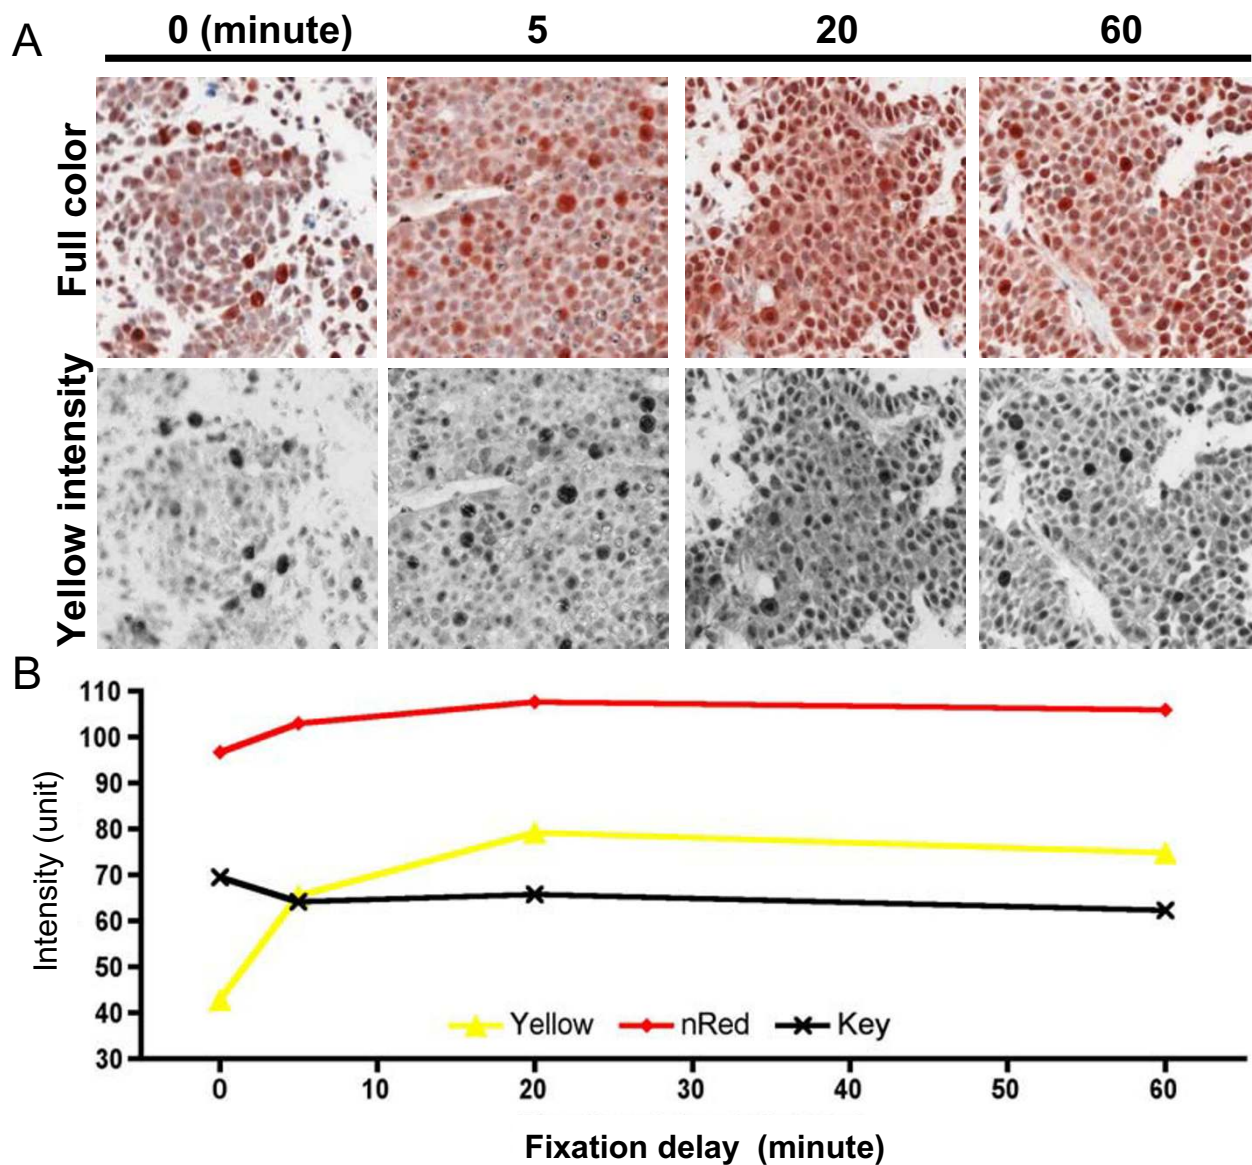 A
0 (minute) 5 20 60
Full color
Yellow intensity
B
110
100
90
80
70
60
50
40
30
Intensity (unit)
Yellow nRed Key
0 10 20 30 40 50 60
Fixation delay (minute)